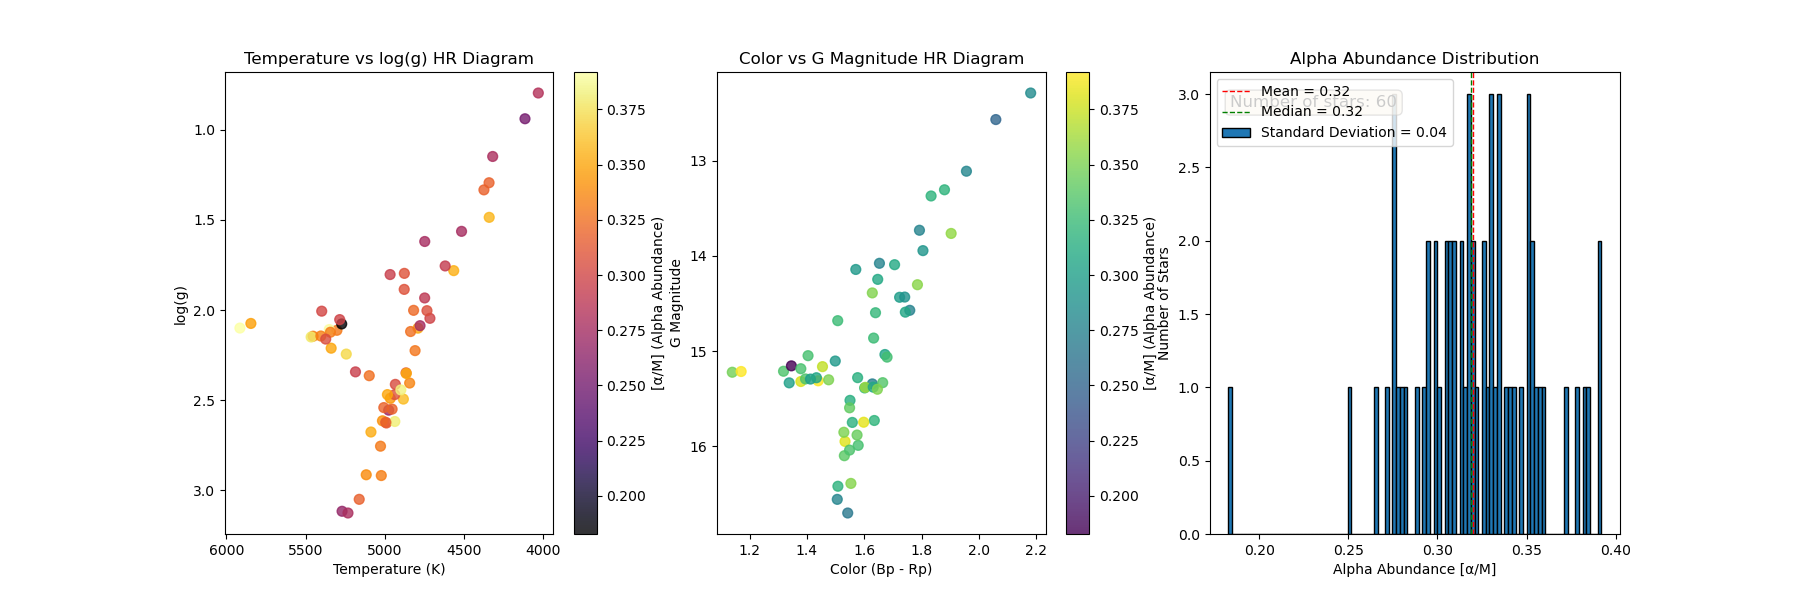 Temperature vs log(g) HR Diagram
log(g)
1.0
1.5
2.0
2.5
3.0
6000 5500 5000 4500 4000
Temperature (K)
0.375
0.350
0.325
0.300
0.275
0.250
0.225
0.200
[α/M] (Alpha Abundance)
Color vs G Magnitude HR Diagram
G Magnitude
13
14
15
16
1.2 1.4 1.6 1.8 2.0 2.2
Color (Bp - Rp)
0.375
0.350
0.325
0.300
0.275
0.250
0.225
0.200
[α/M] (Alpha Abundance)
Alpha Abundance Distribution
Number of Stars
3.0
2.5
2.0
1.5
1.0
0.5
0.0
Mean = 0.32
Number of stars: 60
Median = 0.32
Standard Deviation = 0.04
0.20 0.25 0.30 0.35 0.40
Alpha Abundance [α/M]